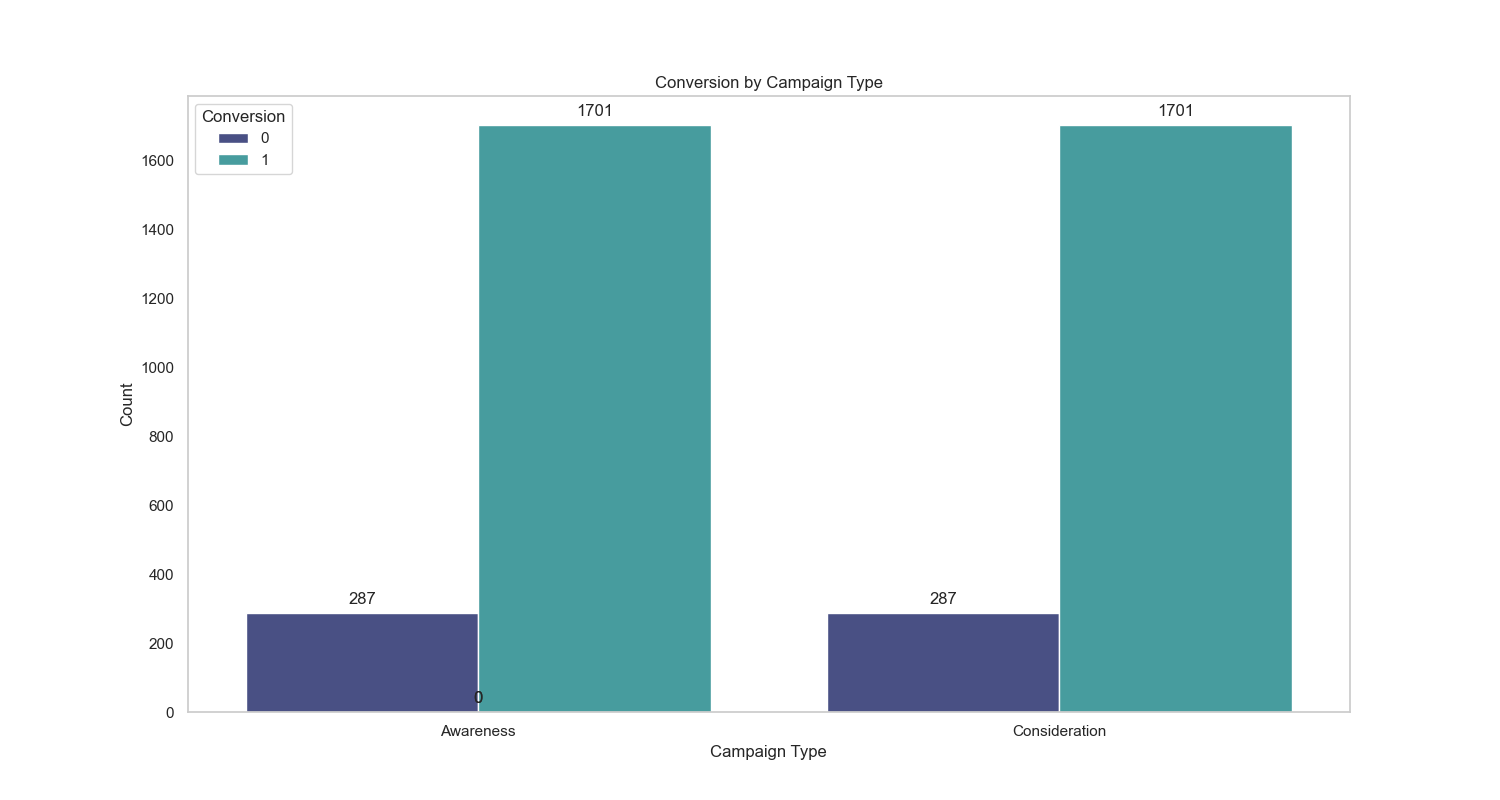 Conversion by Campaign Type
Conversion
0
1
1701
1701
1600
1400
1200
1000
800
600
400
200
0
Count
287
287
0
Awareness
Consideration
Campaign Type